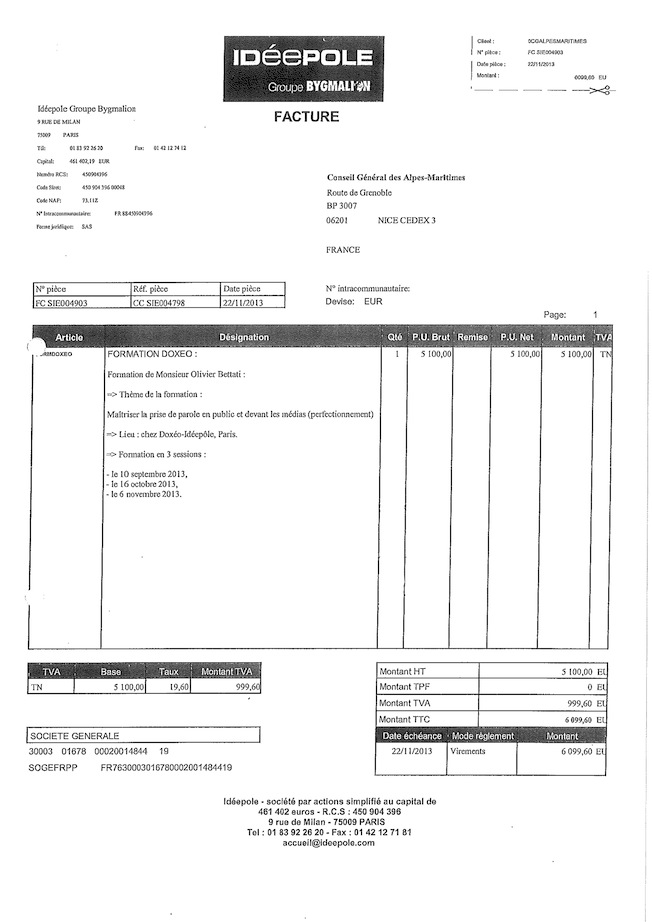 IDÉePOLE
Groupe BYGMALION
FACTURE
Client : 0CGALPESMARITIMES
N° pièce : FC SIE004903
Date pièce : 22/11/2013
Montant : 6099,60 EU
Idéepole Groupe Bygmalion
9 RUE DE MILAN
75009 PARIS
Tél: 01 83 92 26 20 Fax: 01 42 12 74 12
Capital: 461 402,19 EUR
Numéro RCS: 450904396
Code Siret: 450 904 396 00048
Code NAF: 73.11Z
N° Intracommunautaire: FR 88450904396
Forme juridique: SAS
Conseil Général des Alpes-Maritimes
Route de Grenoble
BP 3007
06201 NICE CEDEX 3
FRANCE
N° pièce Réf. pièce Date pièce
FC SIE004903 CC SIE004798 22/11/2013
N° intracommunautaire:
Devise: EUR
Page: 1
Article Désignation Qté P.U. Brut Remise P.U. Net Montant TVA
RMDOXEO FORMATION DOXEO : 1 5 100,00 5 100,00 5 100,00 TN
Formation de Monsieur Olivier Bettati :
=> Thème de la formation :
Maîtriser la prise de parole en public et devant les médias (perfectionnement)
=> Lieu : chez Doxéo-Idéepôle, Paris.
=> Formation en 3 sessions :
- le 10 septembre 2013,
- le 16 octobre 2013,
- le 6 novembre 2013.
TVA Base Taux Montant TVA
TN 5 100,00 19,60 999,60
Montant HT 5 100,00 EU
Montant TPF 0 EU
Montant TVA 999,60 EU
Montant TTC 6 099,60 EU
Date échéance Mode réglement Montant
22/11/2013 Virements 6 099,60 EU
SOCIETE GENERALE
30003 01678 00020014844 19
SOGEFRPP FR7630003016780002001484419
Idéepole - société par actions simplifié au capital de
461 402 euros - R.C.S : 450 904 396
9 rue de Milan - 75009 PARIS
Tel : 01 83 92 26 20 - Fax : 01 42 12 71 81
accueil@ideepole.com